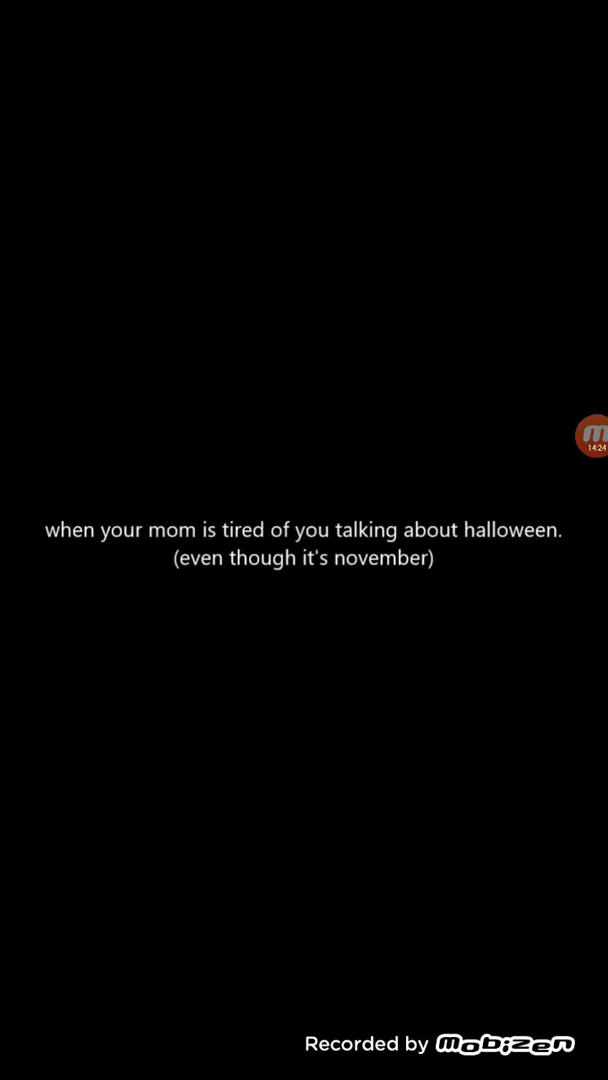 14:24
when your mom is tired of you talking about halloween.
(even though it's november)
Recorded by mobizen